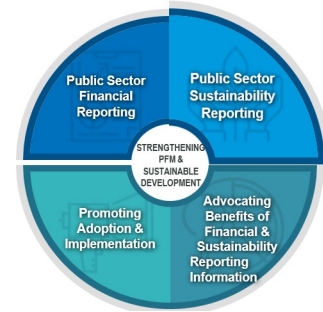 Public Sector
Financial
Reporting
Public Sector
Sustainability
Reporting
STRENGTHENING
PFM &
SUSTAINABLE
DEVELOPMENT
Promoting
Adoption &
Implementation
Advocating
Benefits of
Financial &
Sustainability
Reporting
Information